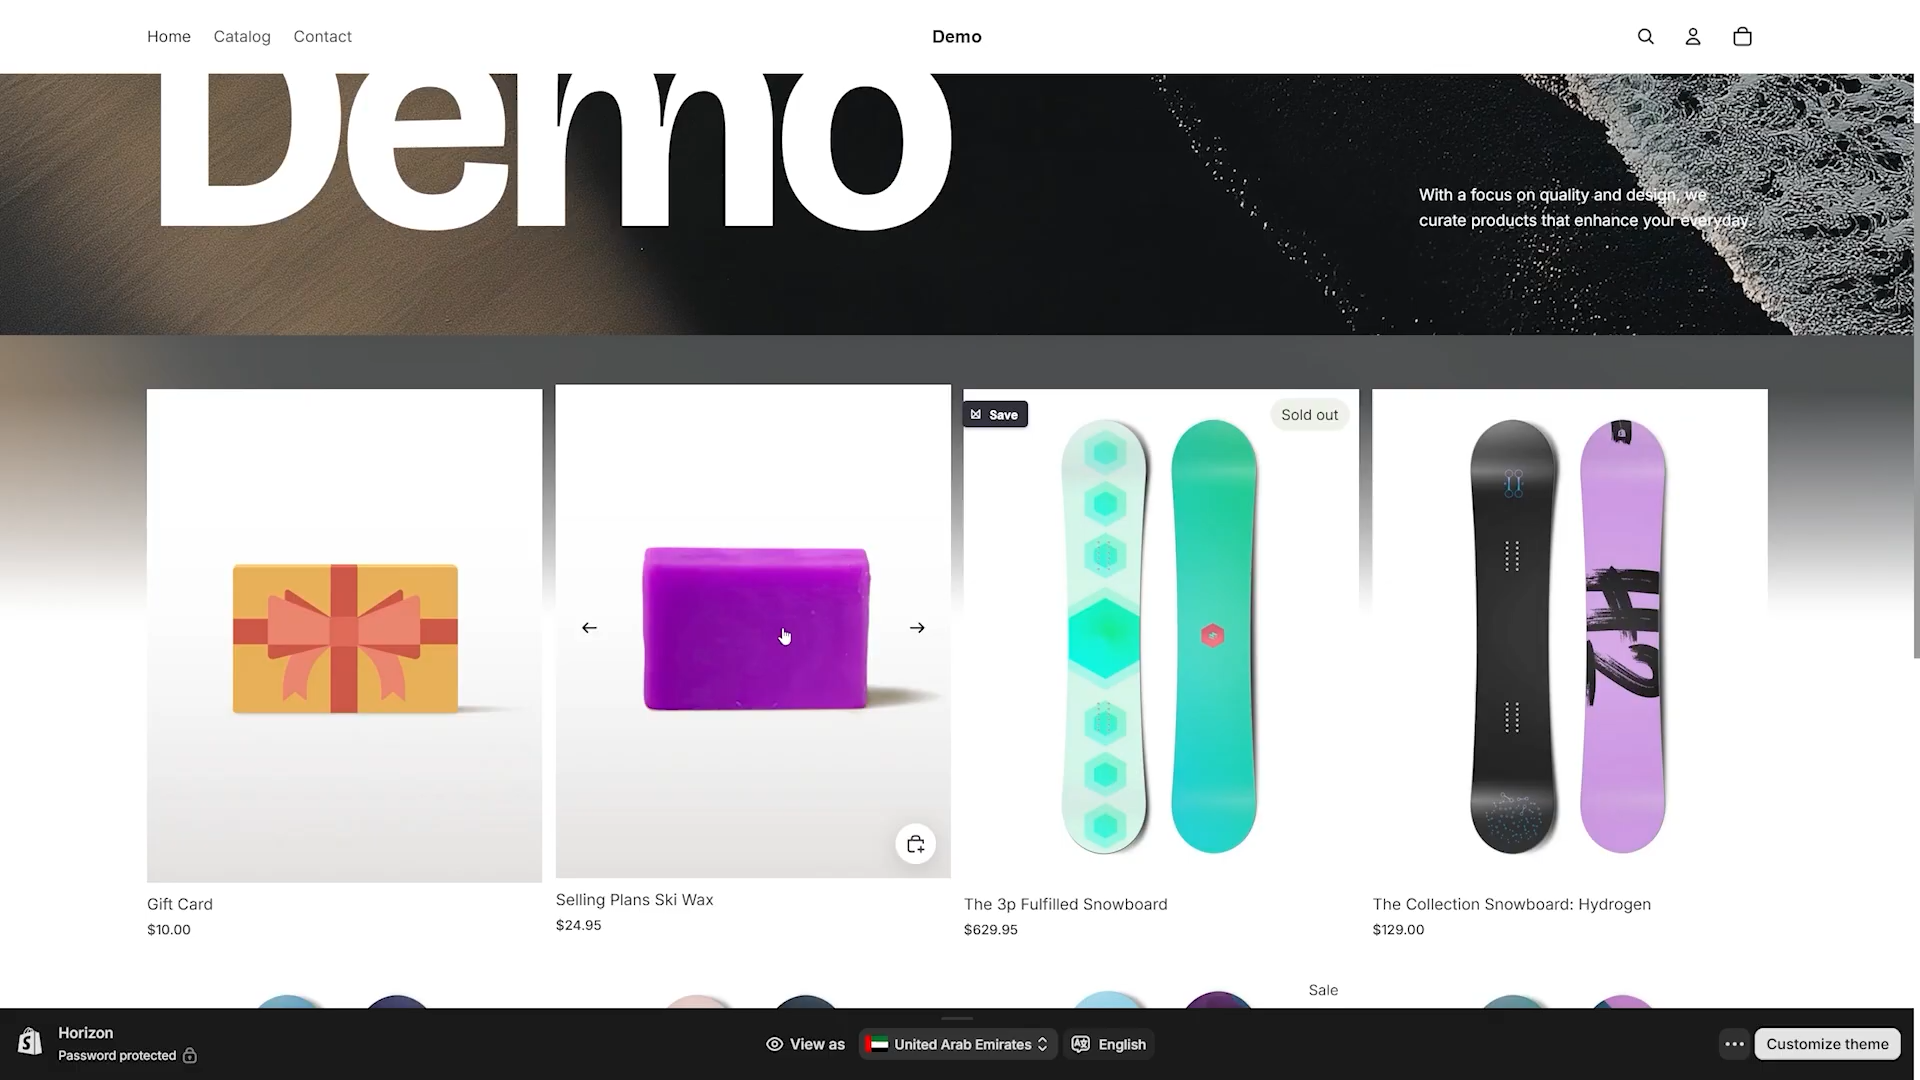 Home Catalog Contact
Demo
Demo
With a focus on quality and design, we
curate products that enhance your everyday.
Save
Sold out
Gift Card
$10.00
Selling Plans Ski Wax
$24.95
The 3p Fulfilled Snowboard
$629.95
The Collection Snowboard: Hydrogen
$129.00
Sale
Horizon
Password protected
View as
United Arab Emirates
English
Customize theme